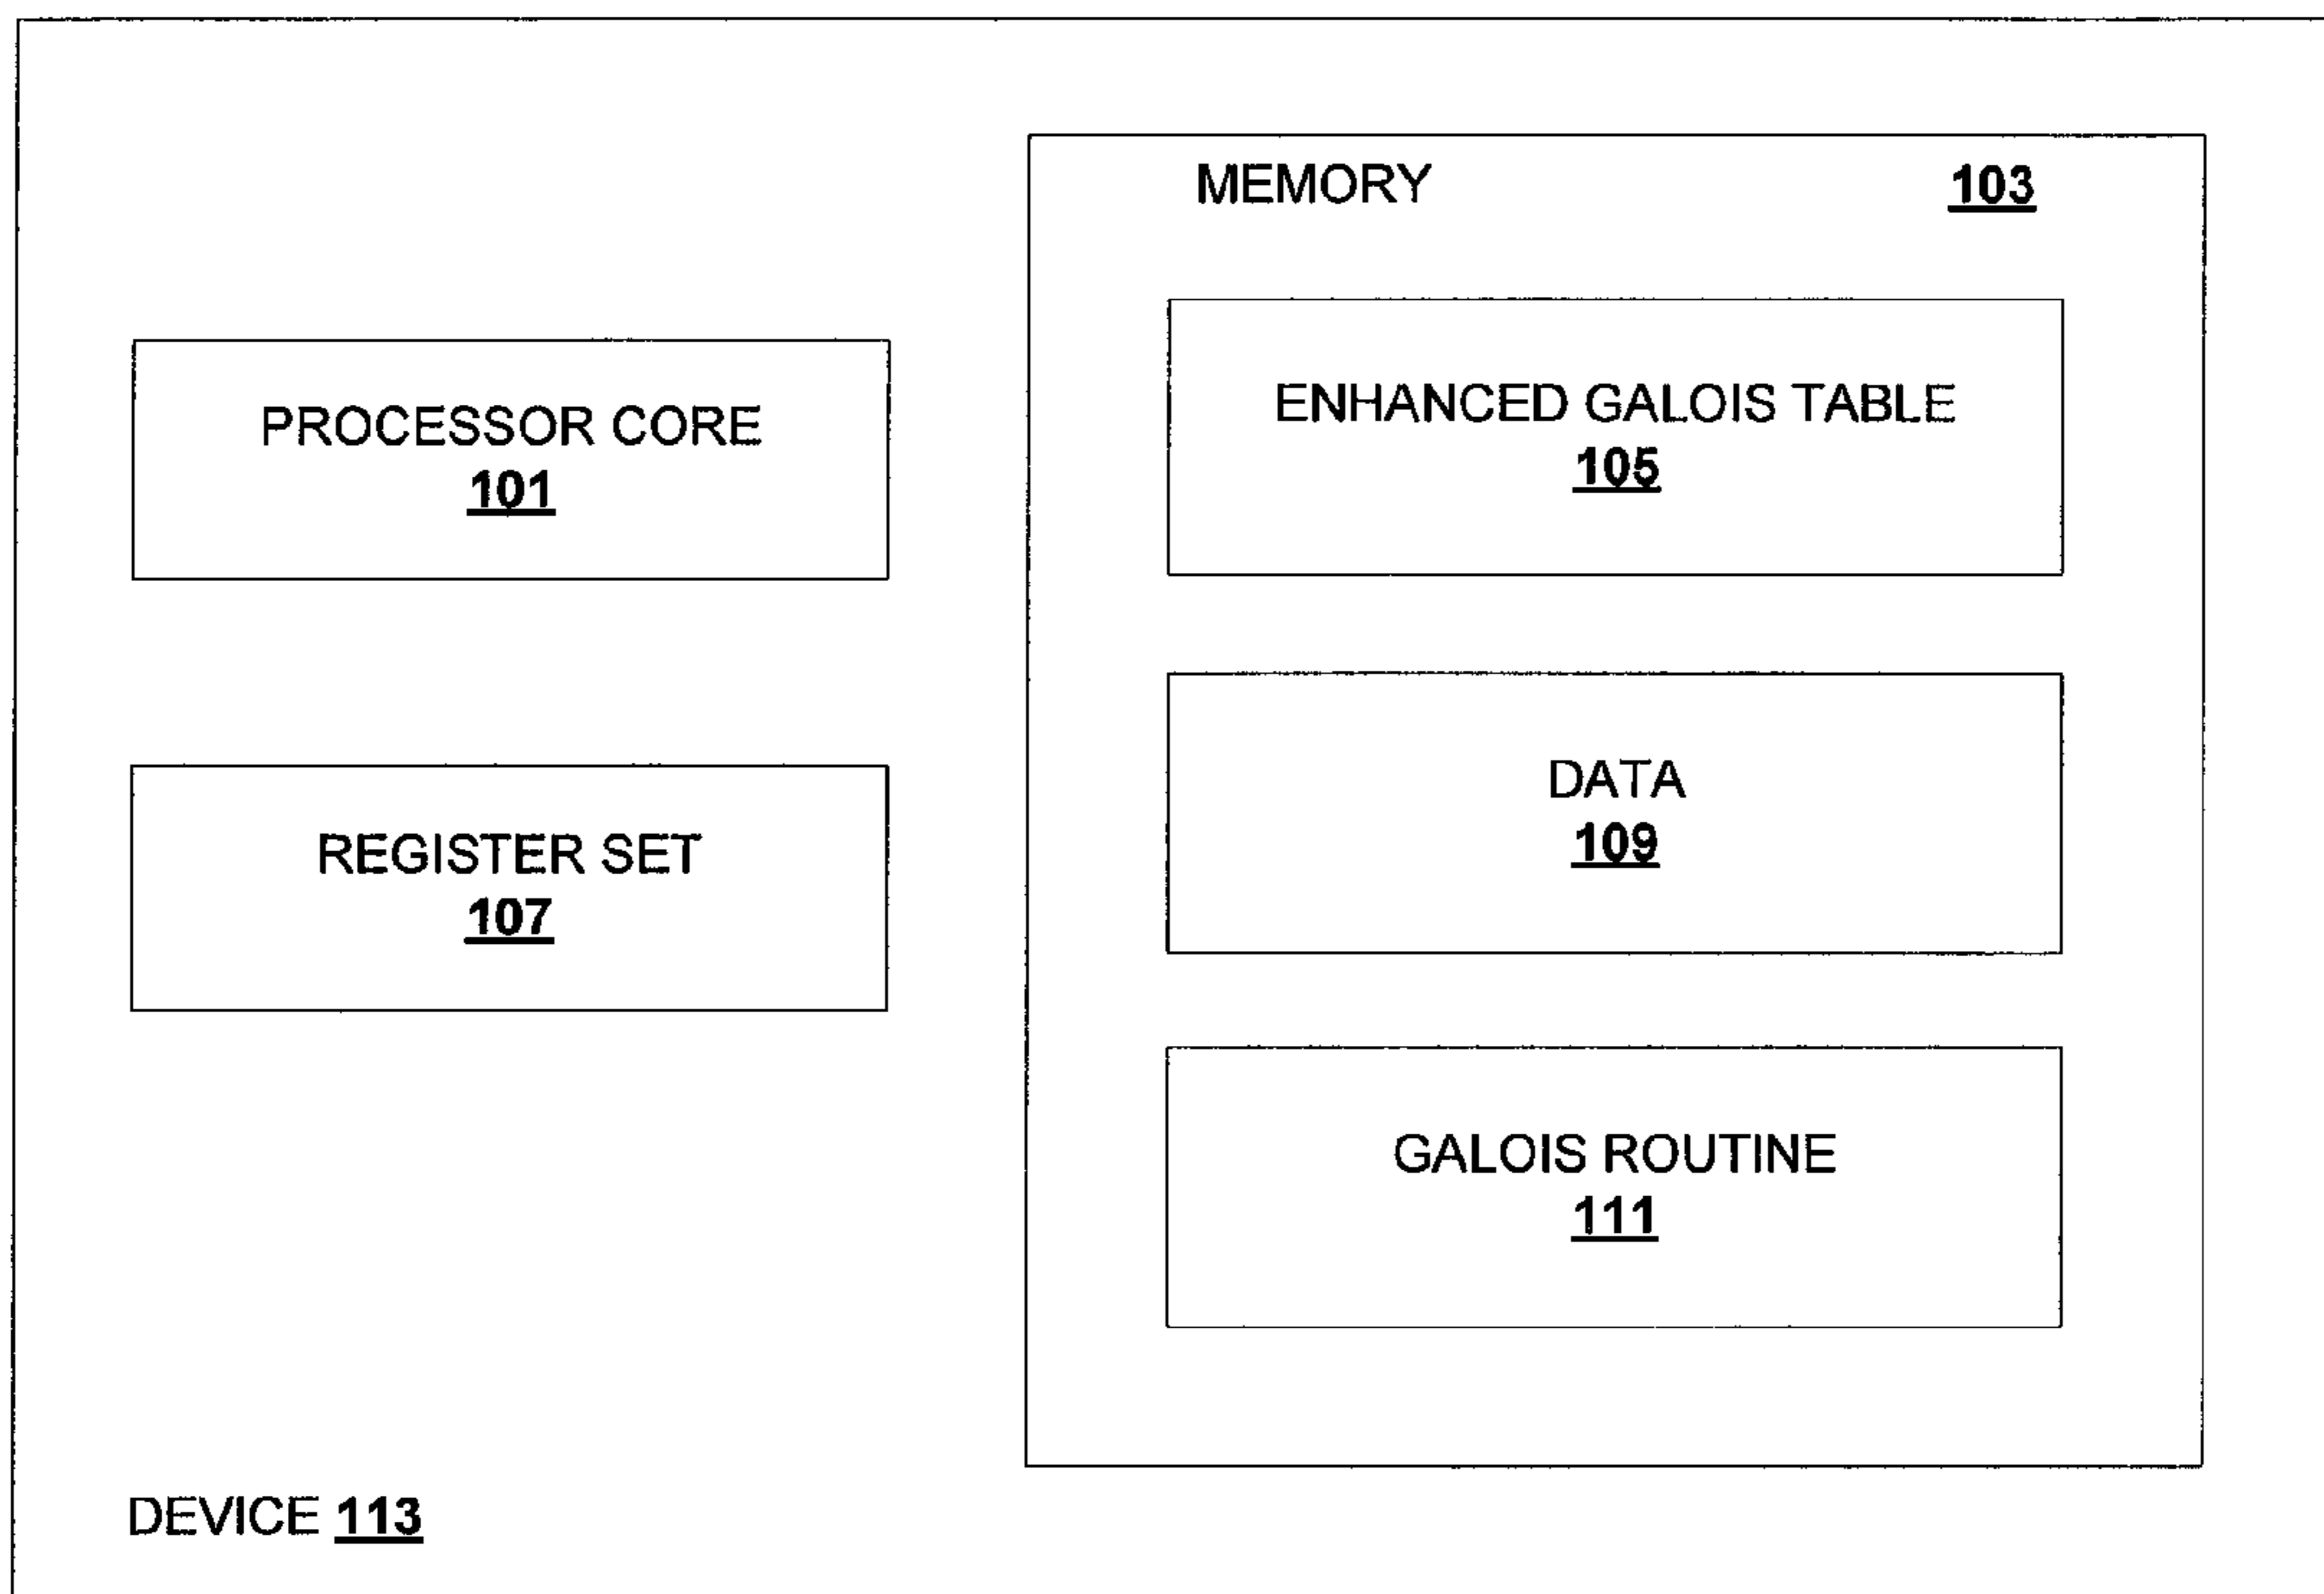 MEMORY 103
ENHANCED GALOIS TABLE
105
PROCESSOR CORE
101
DATA
109
REGISTER SET
107
GALOIS ROUTINE
111
DEVICE 113